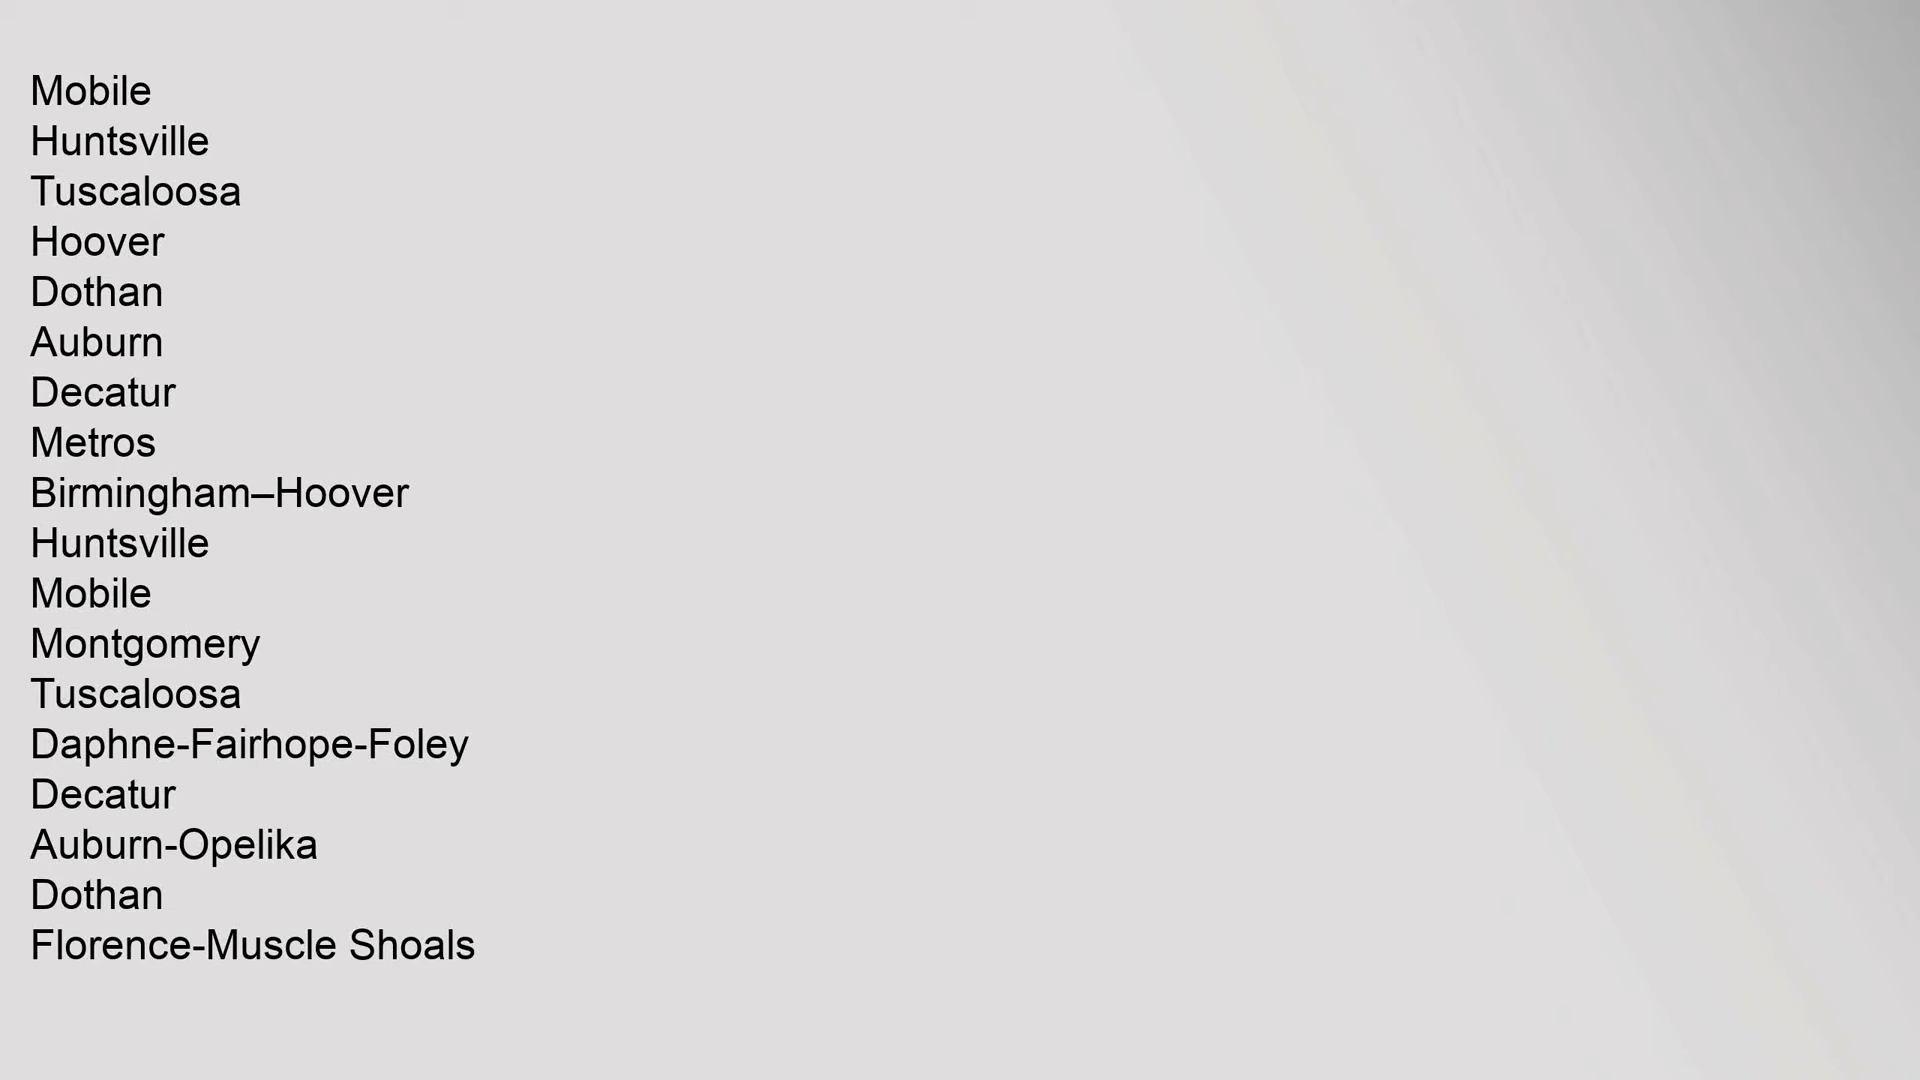 Mobile
Huntsville
Tuscaloosa
Hoover
Dothan
Auburn
Decatur
Metros
Birmingham–Hoover
Huntsville
Mobile
Montgomery
Tuscaloosa
Daphne-Fairhope-Foley
Decatur
Auburn-Opelika
Dothan
Florence-Muscle Shoals